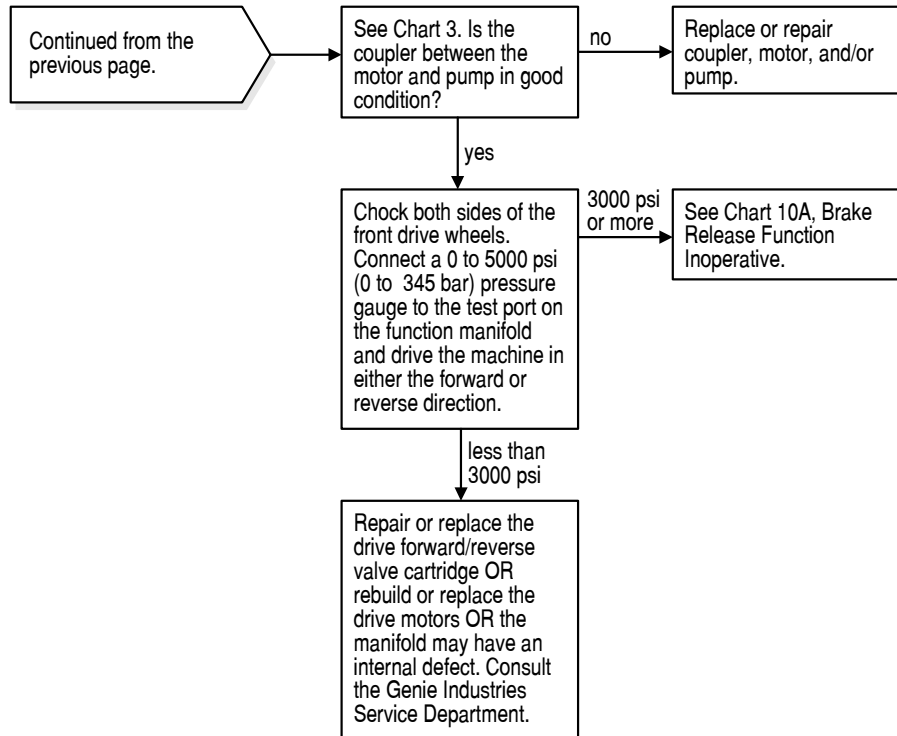 Continued from the
previous page.
See Chart 3. Is the
coupler between the
motor and pump in good
condition?
no
Replace or repair
coupler, motor, and/or
pump.
yes
Chock both sides of the
front drive wheels.
Connect a 0 to 5000 psi
(0 to 345 bar) pressure
gauge to the test port on
the function manifold
and drive the machine in
either the forward or
reverse direction.
3000 psi
or more
See Chart 10A, Brake
Release Function
Inoperative.
less than
3000 psi
Repair or replace the
drive forward/reverse
valve cartridge OR
rebuild or replace the
drive motors OR the
manifold may have an
internal defect. Consult
the Genie Industries
Service Department.